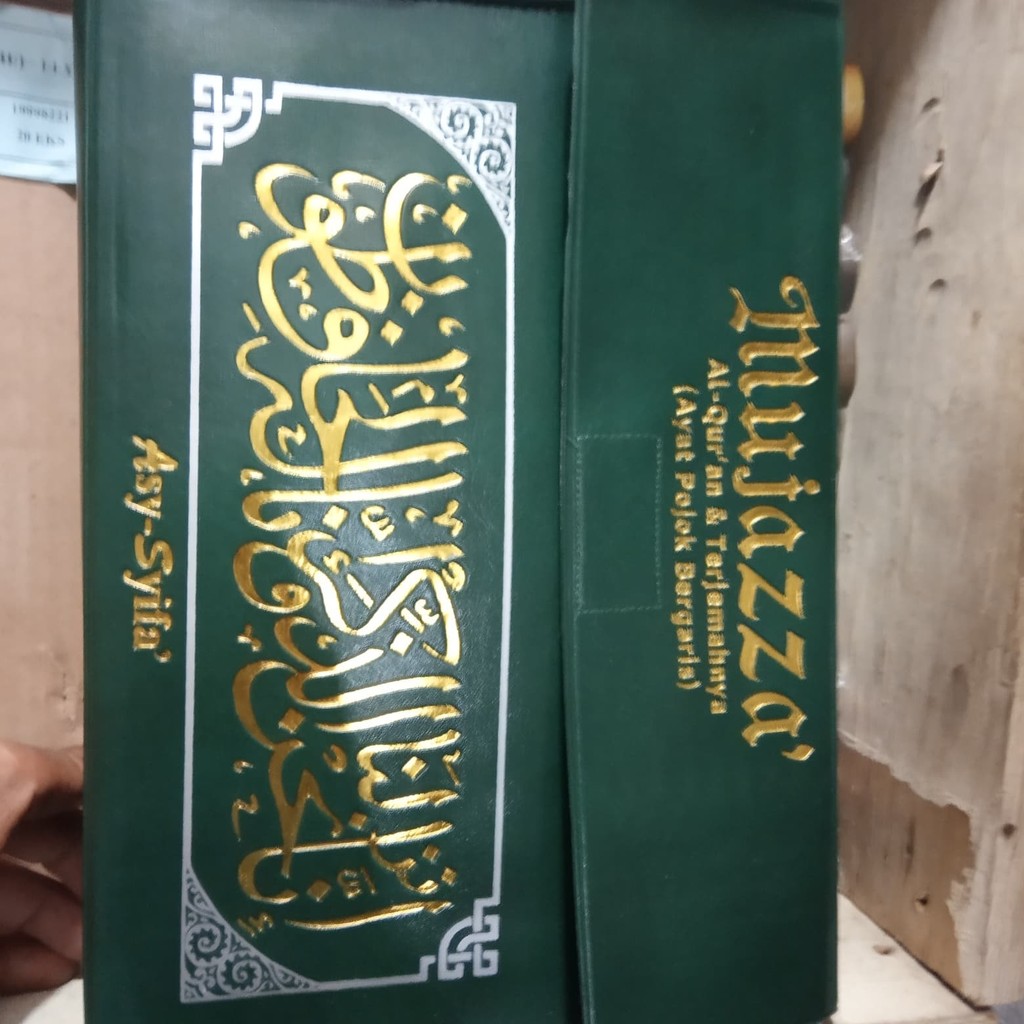 Mujazza'
Al-Qur'an & Terjemahnya
(Ayat Pojok Bergaris)
إنا نحن نزلنا الذكر وإنا له لحافظون
Asy-Syifa'